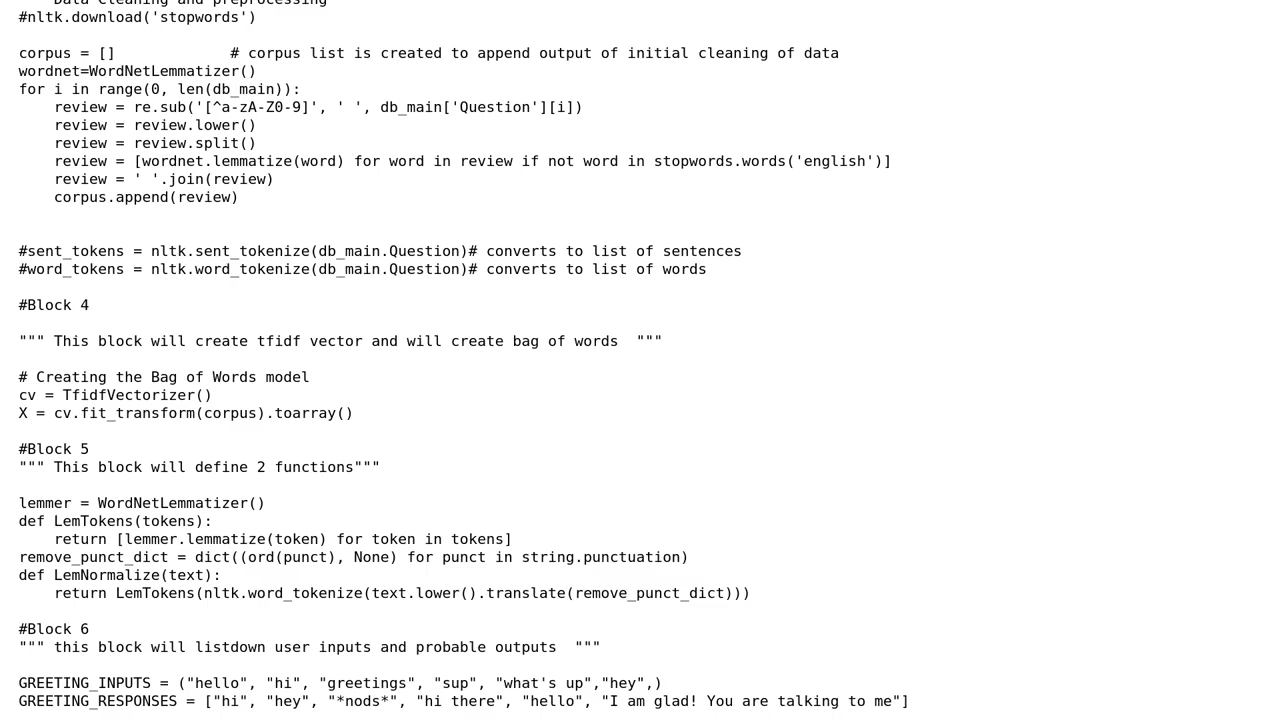 Data Cleaning and preprocessing
#nltk.download('stopwords')
corpus = []             # corpus list is created to append output of initial cleaning of data
wordnet=WordNetLemmatizer()
for i in range(0, len(db_main)):
    review = re.sub('[^a-zA-Z0-9]', ' ', db_main['Question'][i])
    review = review.lower()
    review = review.split()
    review = [wordnet.lemmatize(word) for word in review if not word in stopwords.words('english')]
    review = ' '.join(review)
    corpus.append(review)
#sent_tokens = nltk.sent_tokenize(db_main.Question)# converts to list of sentences
#word_tokens = nltk.word_tokenize(db_main.Question)# converts to list of words
#Block 4
""" This block will create tfidf vector and will create bag of words  """
# Creating the Bag of Words model
cv = TfidfVectorizer()
X = cv.fit_transform(corpus).toarray()
#Block 5
""" This block will define 2 functions"""
lemmer = WordNetLemmatizer()
def LemTokens(tokens):
    return [lemmer.lemmatize(token) for token in tokens]
remove_punct_dict = dict((ord(punct), None) for punct in string.punctuation)
def LemNormalize(text):
    return LemTokens(nltk.word_tokenize(text.lower().translate(remove_punct_dict)))
#Block 6
""" this block will listdown user inputs and probable outputs  """
GREETING_INPUTS = ("hello", "hi", "greetings", "sup", "what's up","hey",)
GREETING_RESPONSES = ["hi", "hey", "*nods*", "hi there", "hello", "I am glad! You are talking to me"]